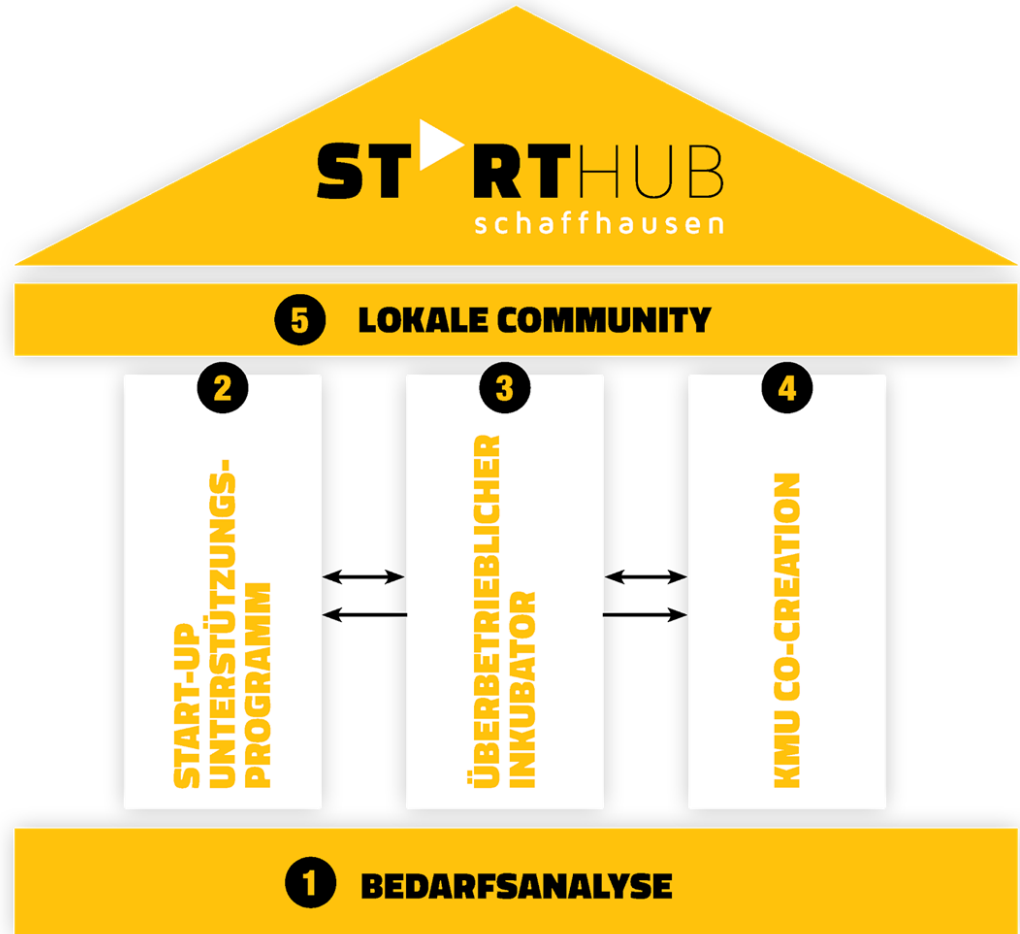 ST▶RTHUB
schaffhausen
5 LOKALE COMMUNITY
2
START-UP
UNTERSTÜTZUNGS-
PROGRAMM
3
ÜBERBETRIEBLICHER
INKUBATOR
4
KMU CO-CREATION
1 BEDARFSANALYSE